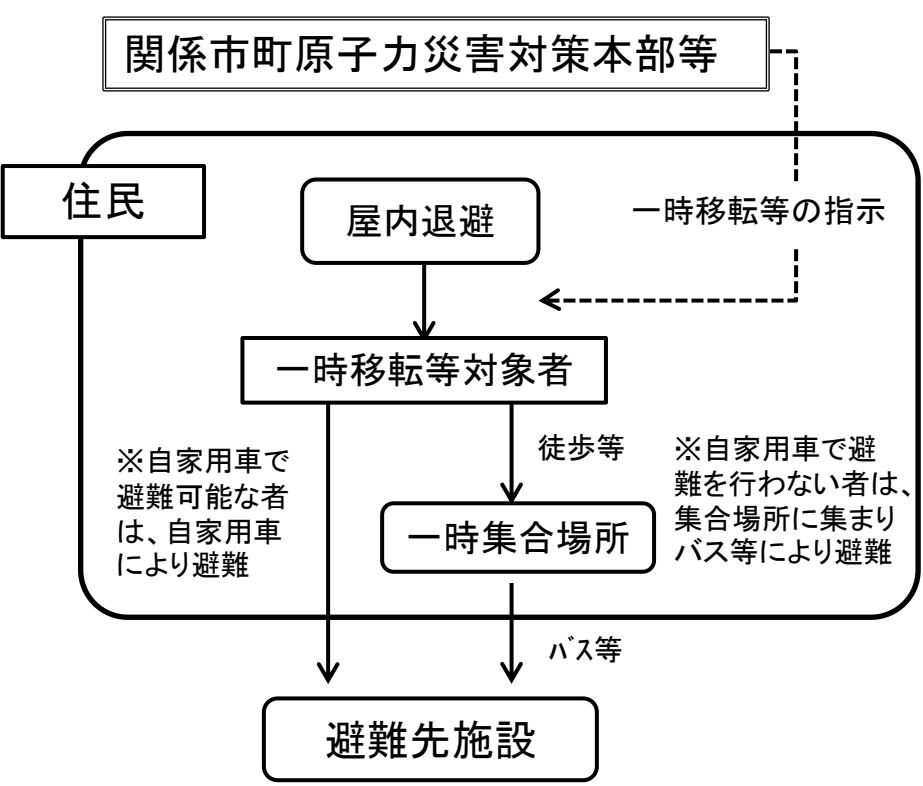 関係市町原子力災害対策本部等
住民
屋内退避
一時移転等の指示
一時移転等対象者
※自家用車で
避難可能な者
は、自家用車
により避難
徒歩等
※自家用車で避
難を行わない者は、
集合場所に集まり
バス等により避難
一時集合場所
ﾊﾞｽ等
避難先施設